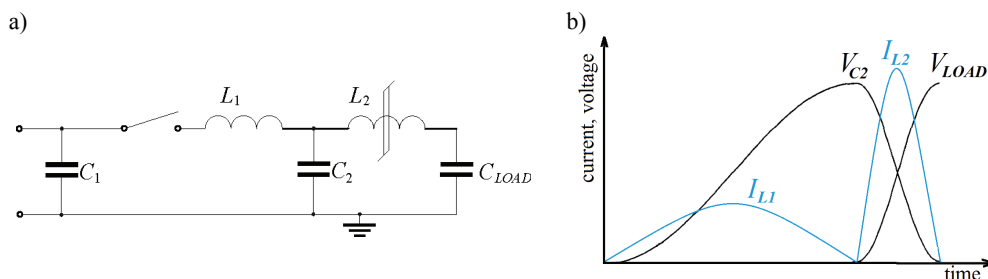 a)
L1
L2
C1
C2
CLOAD
b)
current, voltage
VC2
IL2
VLOAD
IL1
time